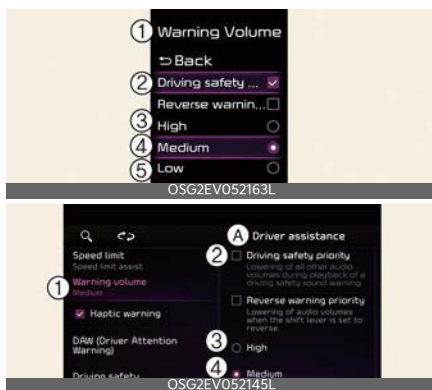 ① Warning Volume
Back
② Driving safety ...
Reverse warnin...
③ High
④ Medium
⑤ Low
OSG2EV052163L
Ⓐ Driver assistance
Speed limit
Speed limit assist
② Driving safety priority
Lowering of all other audio
volumes during playback of a
driving safety sound warning
① Warning volume
Medium
Reverse warning priority
Lowering of audio volumes
when the shift lever is set to
reverse.
Haptic warning
③ High
DAW (Driver Attention
Warning)
④ Medium
Driving safety
OSG2EV052145L